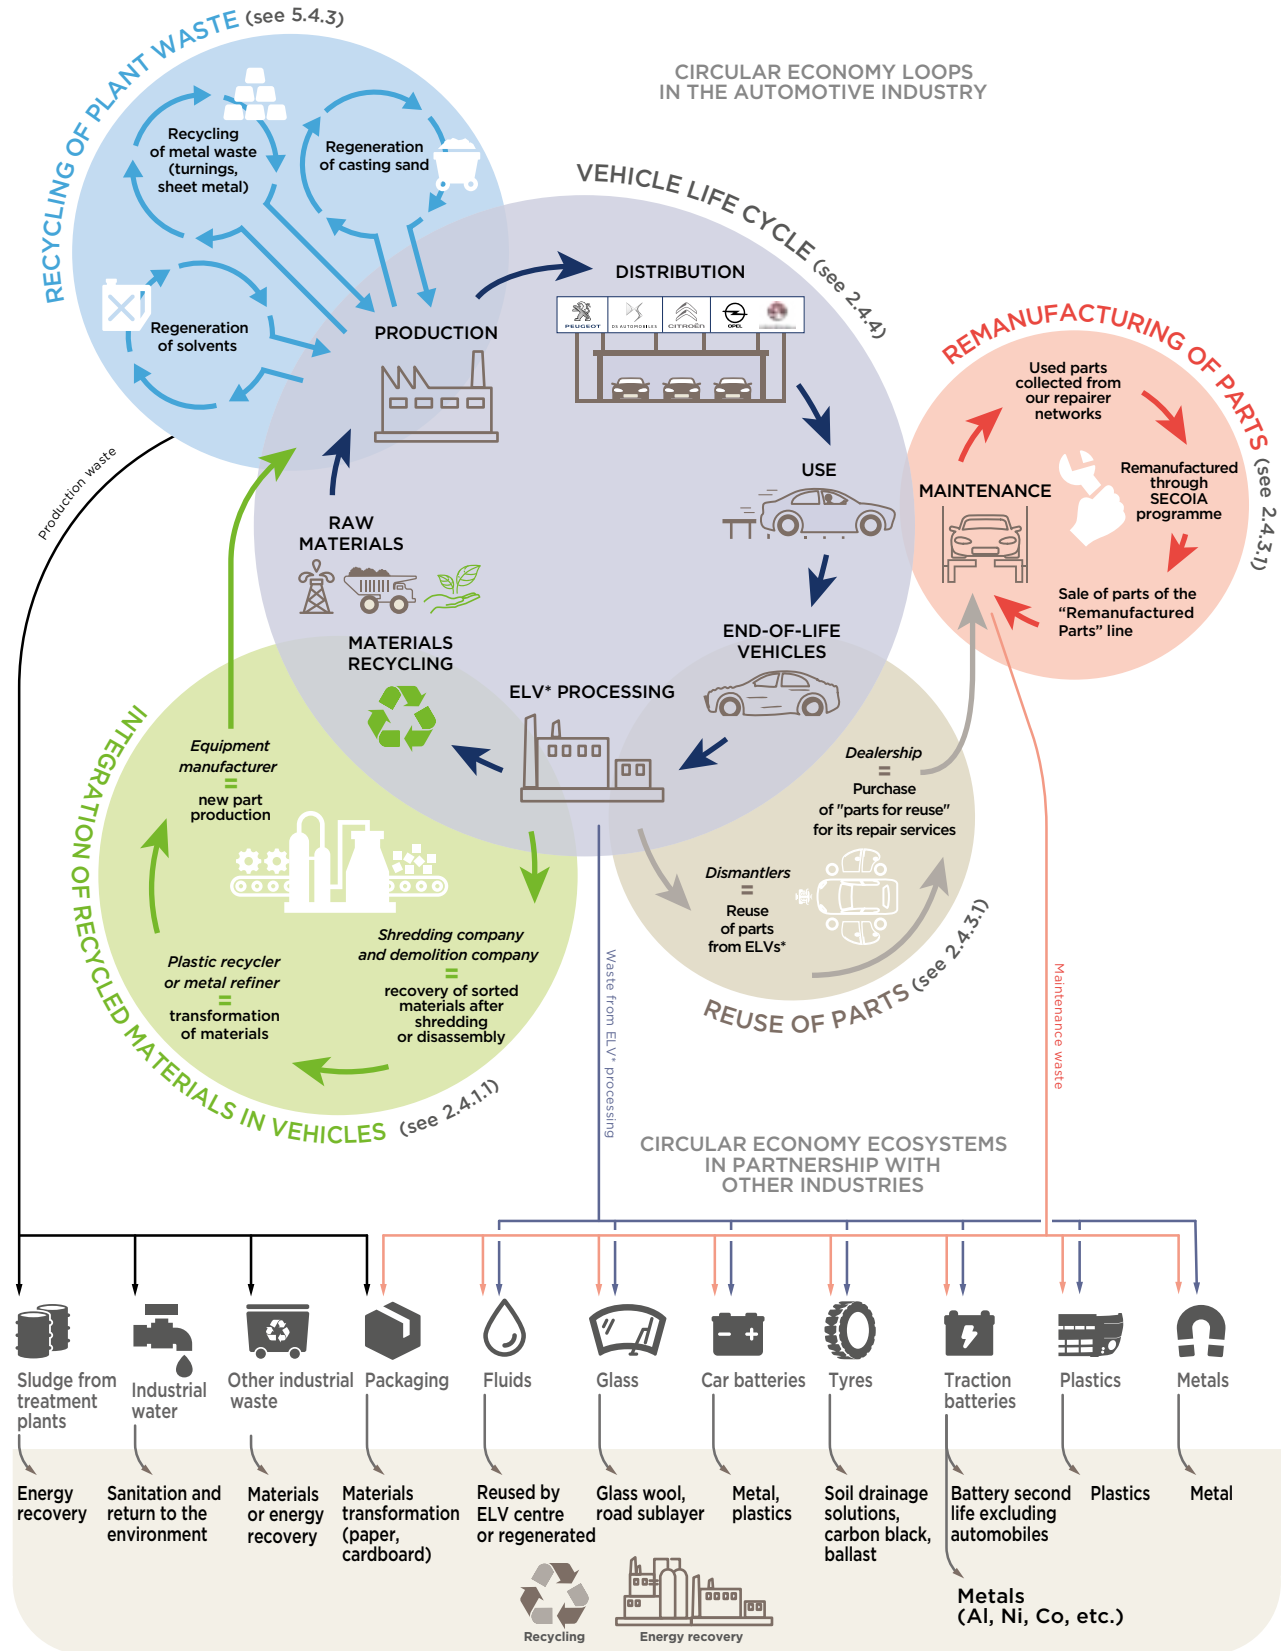 RECYCLING OF PLANT WASTE (see 5.4.3)
CIRCULAR ECONOMY LOOPS
IN THE AUTOMOTIVE INDUSTRY
Recycling
of metal waste
(turnings,
sheet metal)
Regeneration
of casting sand
Regeneration
of solvents
VEHICLE LIFE CYCLE (see 2.4.4)
DISTRIBUTION
PEUGEOT
DS AUTOMOBILES
CITROËN
OPEL
PRODUCTION
REMANUFACTURING OF PARTS (see 2.4.3.1)
Used parts
collected from
our repairer
networks
Remanufactured
through
SECOIA
programme
Sale of parts of the
“Remanufactured
Parts” line
MAINTENANCE
USE
Production waste
RAW
MATERIALS
MATERIALS
RECYCLING
END-OF-LIFE
VEHICLES
ELV* PROCESSING
INTEGRATION OF RECYCLED MATERIALS IN VEHICLES (see 2.4.1.1)
Equipment
manufacturer
=
new part
production
Plastic recycler
or metal refiner
=
transformation
of materials
Shredding company
and demolition company
=
recovery of sorted
materials after
shredding
or disassembly
Dealership
=
Purchase
of "parts for reuse"
for its repair services
Dismantlers
=
Reuse
of parts
from ELVs*
REUSE OF PARTS (see 2.4.3.1)
Waste from ELV* processing
Maintenance waste
CIRCULAR ECONOMY ECOSYSTEMS
IN PARTNERSHIP WITH
OTHER INDUSTRIES
Sludge from
treatment
plants
Industrial
water
Other industrial
waste
Packaging
Fluids
Glass
Car batteries
Tyres
Traction
batteries
Plastics
Metals
Energy
recovery
Sanitation and
return to the
environment
Materials
or energy
recovery
Materials
transformation
(paper,
cardboard)
Reused by
ELV centre
or regenerated
Glass wool,
road sublayer
Metal,
plastics
Soil drainage
solutions,
carbon black,
ballast
Battery second
life excluding
automobiles
Plastics
Metal
Metals
(Al, Ni, Co, etc.)
Recycling
Energy recovery